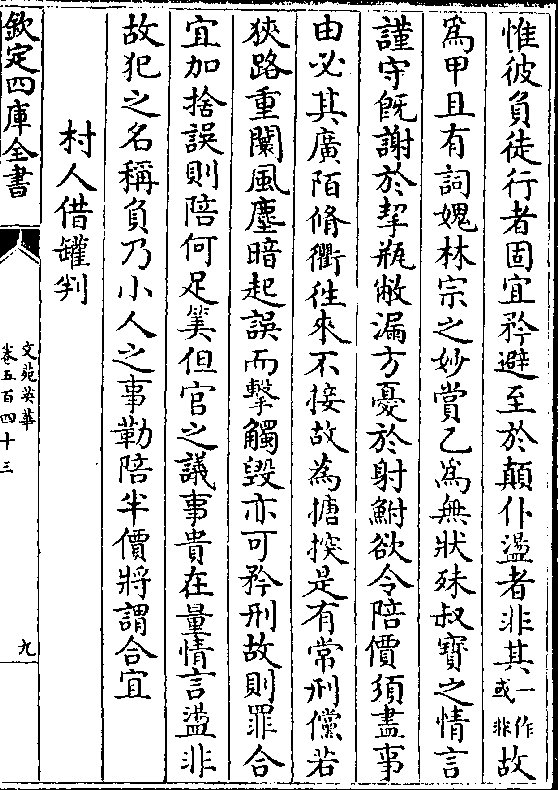 惟彼負徒行者固宜矜避至於顛仆盪者非其一作或非故
爲甲且有詞媿林宗之妙賞乙爲無狀殊叔寳之情言
謹守旣謝於挈瓶敝漏方憂於射鮒欲令陪價須盡事
由必其廣陌脩衢徃來不接故為搪揬是有常刑儻若
狹路重闤風塵暗起誤而擊觸毀亦可矜刑故則罪合
宜加捨誤則陪何足筭但官之議事貴在量情言盪非
故犯之名稱負乃小人之事勒陪半價將謂合宜
村人借罐判
欽定四庫全書
文苑英華
卷五百四十三
九